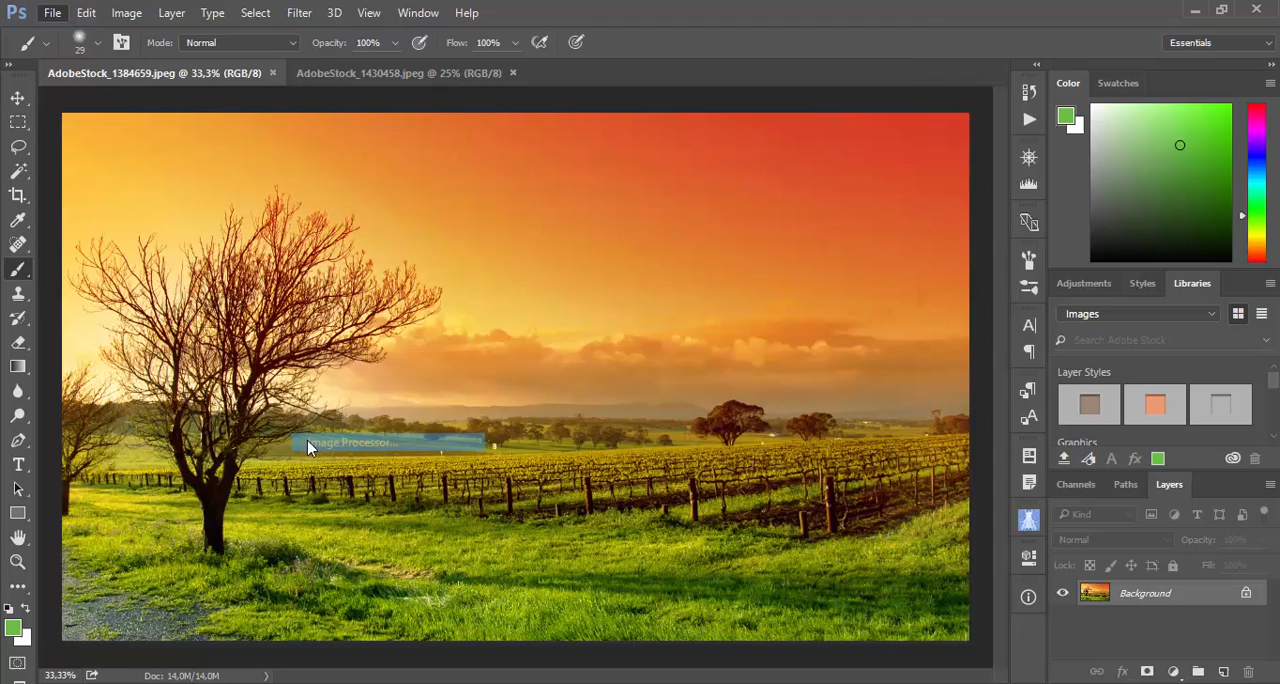 Ps File Edit Image Layer Type Select Filter 3D View Window Help
29 Mode: Normal Opacity: 100% Flow: 100% Essentials
AdobeStock_1384659.jpeg @ 33,3% (RGB/8) × AdobeStock_1430458.jpeg @ 25% (RGB/8) ×
Color Swatches
Adjustments Styles Libraries
Images
Search Adobe Stock
Layer Styles
Graphics
Image Processor...
Channels Paths Layers
Kind
Normal Opacity: 100%
Lock: Fill: 100%
Background
33,33% Doc: 14,0M/14,0M